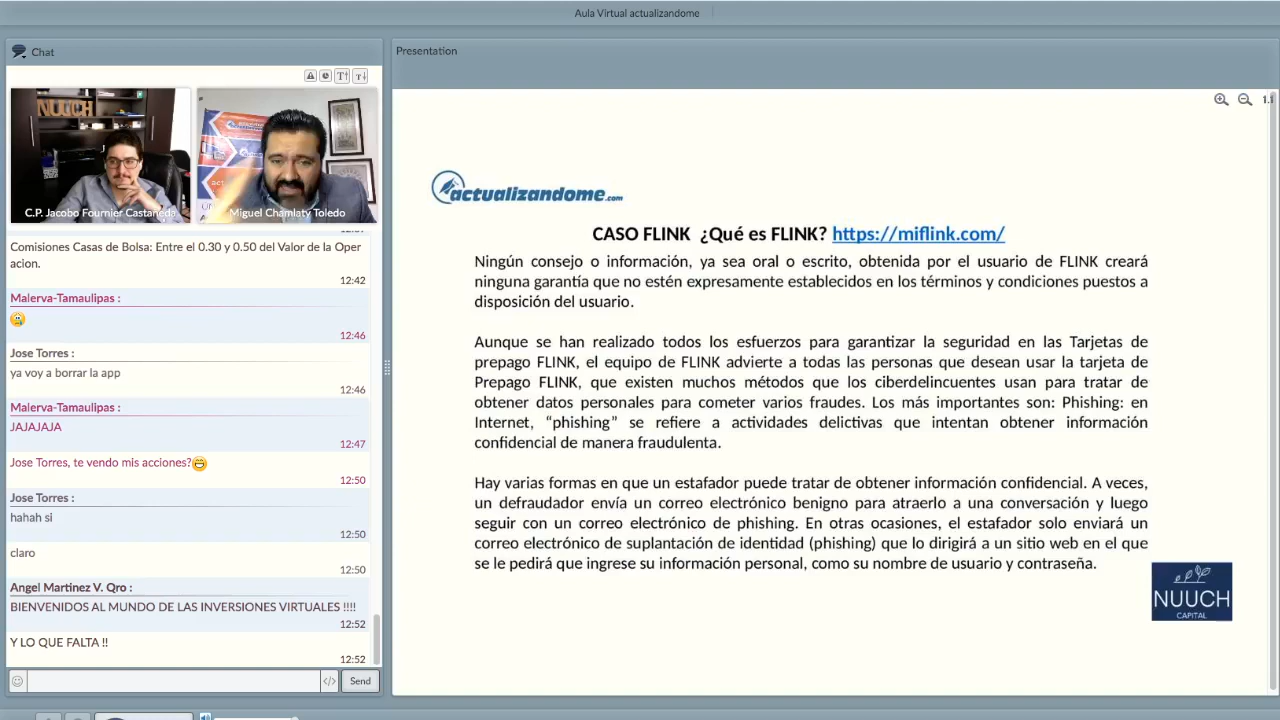 Aula Virtual actualizandome
Chat
NUUCH
C.P. Jacobo Fournier Castaneda
Miguel Chamlaty Toledo
Comisiones Casas de Bolsa: Entre el 0.30 y 0.50 del Valor de la Oper
acion.
12:42
Malerva-Tamaulipas :
12:46
Jose Torres :
ya voy a borrar la app
12:46
Malerva-Tamaulipas :
JAJAJAJA
12:47
Jose Torres, te vendo mis acciones?
12:50
Jose Torres :
hahah si
12:50
claro
12:50
Angel Martinez V. Qro :
BIENVENIDOS AL MUNDO DE LAS INVERSIONES VIRTUALES !!!!
12:52
Y LO QUE FALTA !!
12:52
Send
Presentation
actualizandome.com
CASO FLINK ¿Qué es FLINK? https://miflink.com/
Ningún consejo o información, ya sea oral o escrito, obtenida por el usuario de FLINK creará
ninguna garantía que no estén expresamente establecidos en los términos y condiciones puestos a
disposición del usuario.
Aunque se han realizado todos los esfuerzos para garantizar la seguridad en las Tarjetas de
prepago FLINK, el equipo de FLINK advierte a todas las personas que desean usar la tarjeta de
Prepago FLINK, que existen muchos métodos que los ciberdelincuentes usan para tratar de
obtener datos personales para cometer varios fraudes. Los más importantes son: Phishing: en
Internet, “phishing” se refiere a actividades delictivas que intentan obtener información
confidencial de manera fraudulenta.
Hay varias formas en que un estafador puede tratar de obtener información confidencial. A veces,
un defraudador envía un correo electrónico benigno para atraerlo a una conversación y luego
seguir con un correo electrónico de phishing. En otras ocasiones, el estafador solo enviará un
correo electrónico de suplantación de identidad (phishing) que lo dirigirá a un sitio web en el que
se le pedirá que ingrese su información personal, como su nombre de usuario y contraseña.
NUUCH
CAPITAL